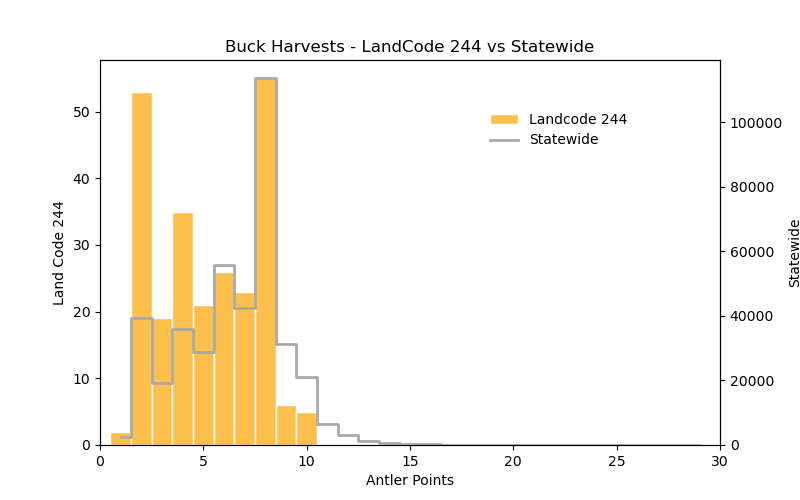 Buck Harvests - LandCode 244 vs Statewide
Landcode 244
Statewide
Land Code 244
50
40
30
20
10
0
100000
80000
60000
40000
20000
0
Statewide
0 5 10 15 20 25 30
Antler Points